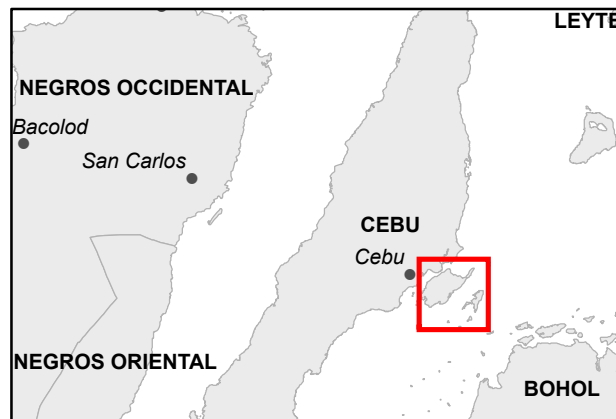 LEYTE
NEGROS OCCIDENTAL
Bacolod
San Carlos
CEBU
Cebu
NEGROS ORIENTAL
BOHOL